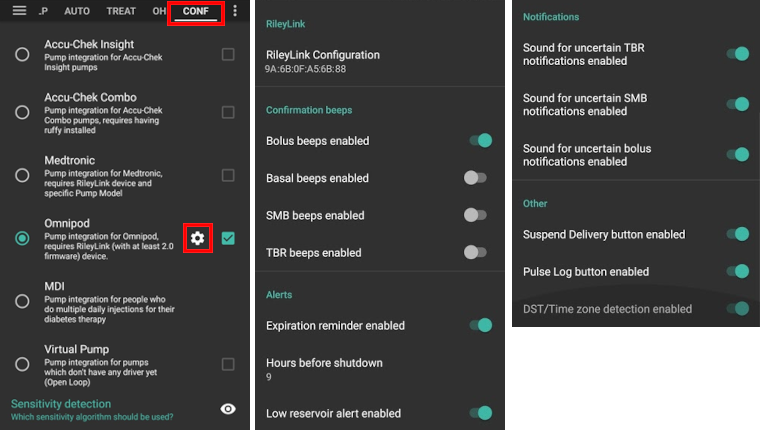 .P AUTO TREAT OH CONF
Accu-Chek Insight
Pump integration for Accu-Chek
Insight pumps
Accu-Chek Combo
Pump integration for Accu-Chek
Combo pumps, requires having
ruffy installed
Medtronic
Pump integration for Medtronic,
requires RileyLink device and
specific Pump Model
Omnipod
Pump integration for Omnipod,
requires RileyLink (with at least 2.0
firmware) device.
MDI
Pump integration for people who
do multiple daily injections for their
diabetes therapy
Virtual Pump
Pump integration for pumps
which don't have any driver yet
(Open Loop)
Sensitivity detection
Which sensitivity algorithm should be used?
RileyLink
RileyLink Configuration
9A:6B:0F:A5:6B:88
Confirmation beeps
Bolus beeps enabled
Basal beeps enabled
SMB beeps enabled
TBR beeps enabled
Alerts
Expiration reminder enabled
Hours before shutdown
9
Low reservoir alert enabled
Notifications
Sound for uncertain TBR
notifications enabled
Sound for uncertain SMB
notifications enabled
Sound for uncertain bolus
notifications enabled
Other
Suspend Delivery button enabled
Pulse Log button enabled
DST/Time zone detection enabled